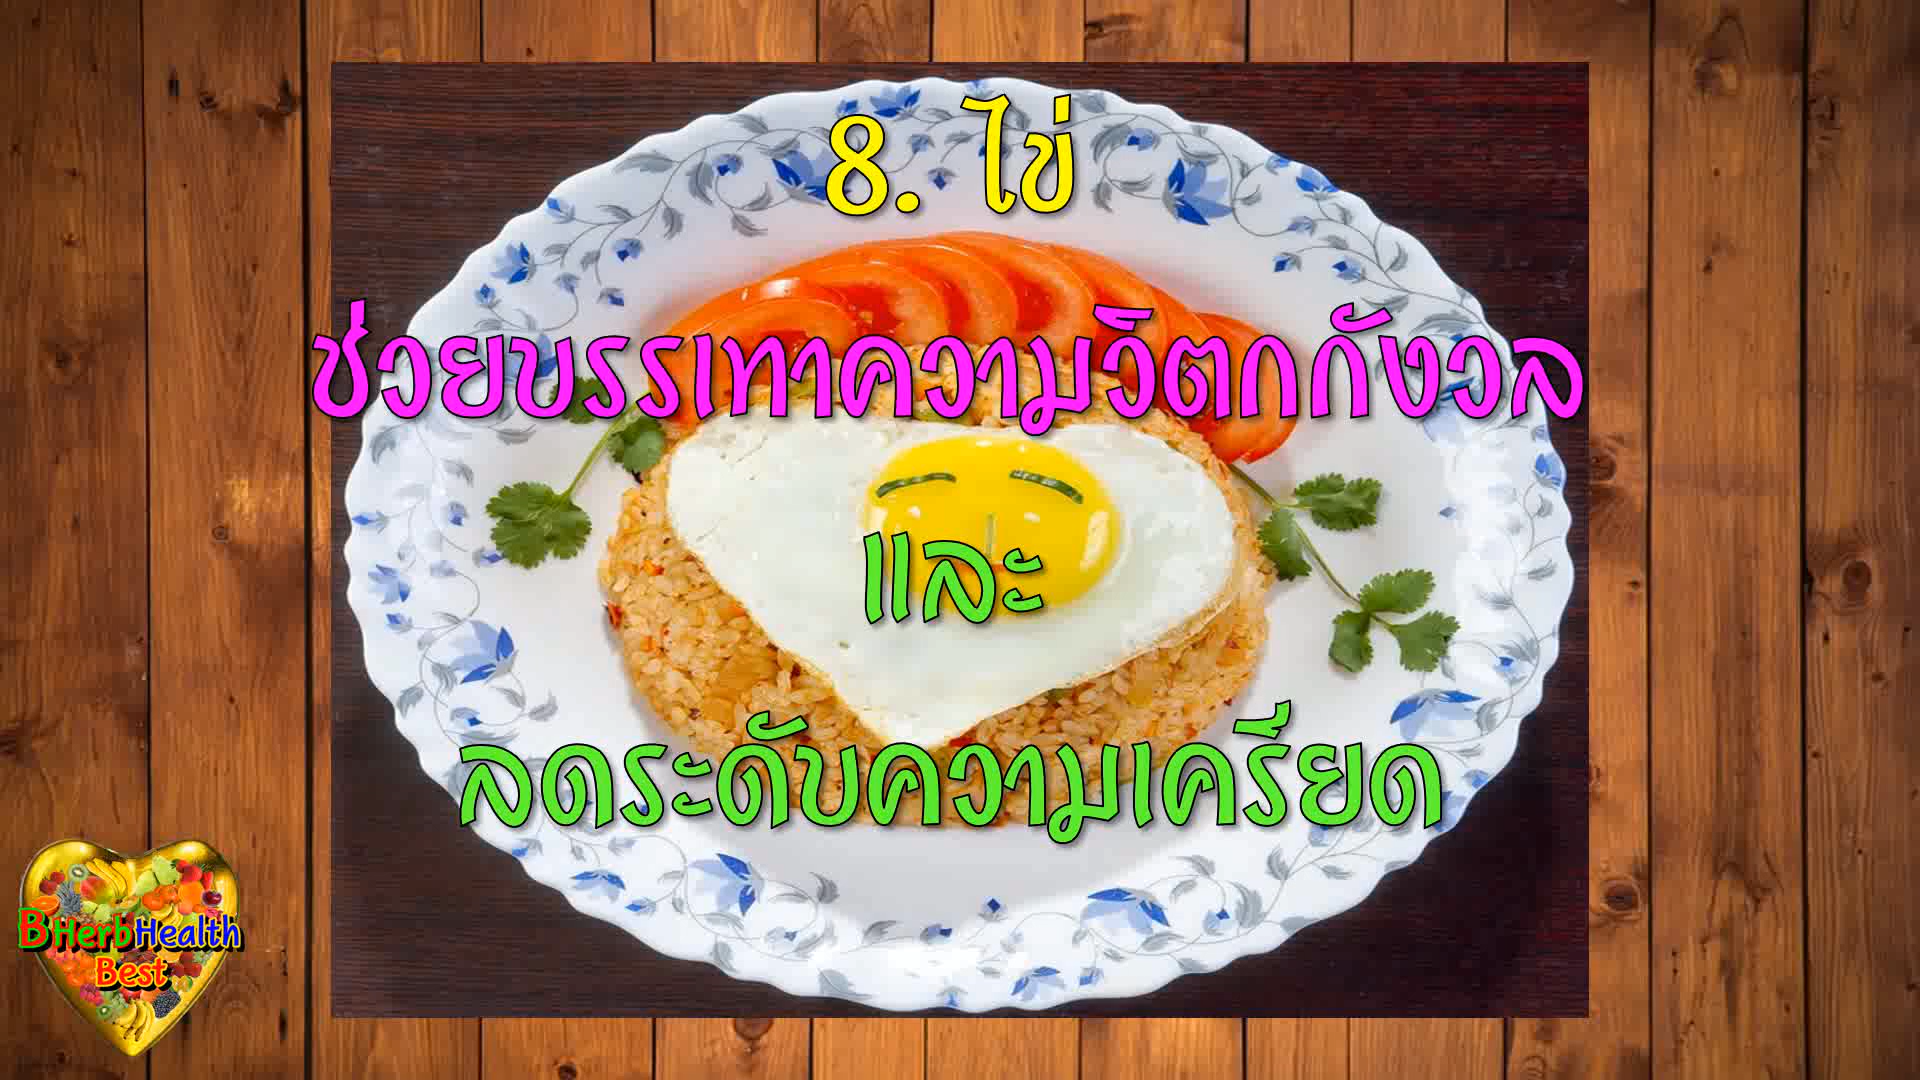 8. ไข่
ช่วยบรรเทาความวิตกกังวล
และ
ลดระดับความเครียด
BHerbHealth
Best